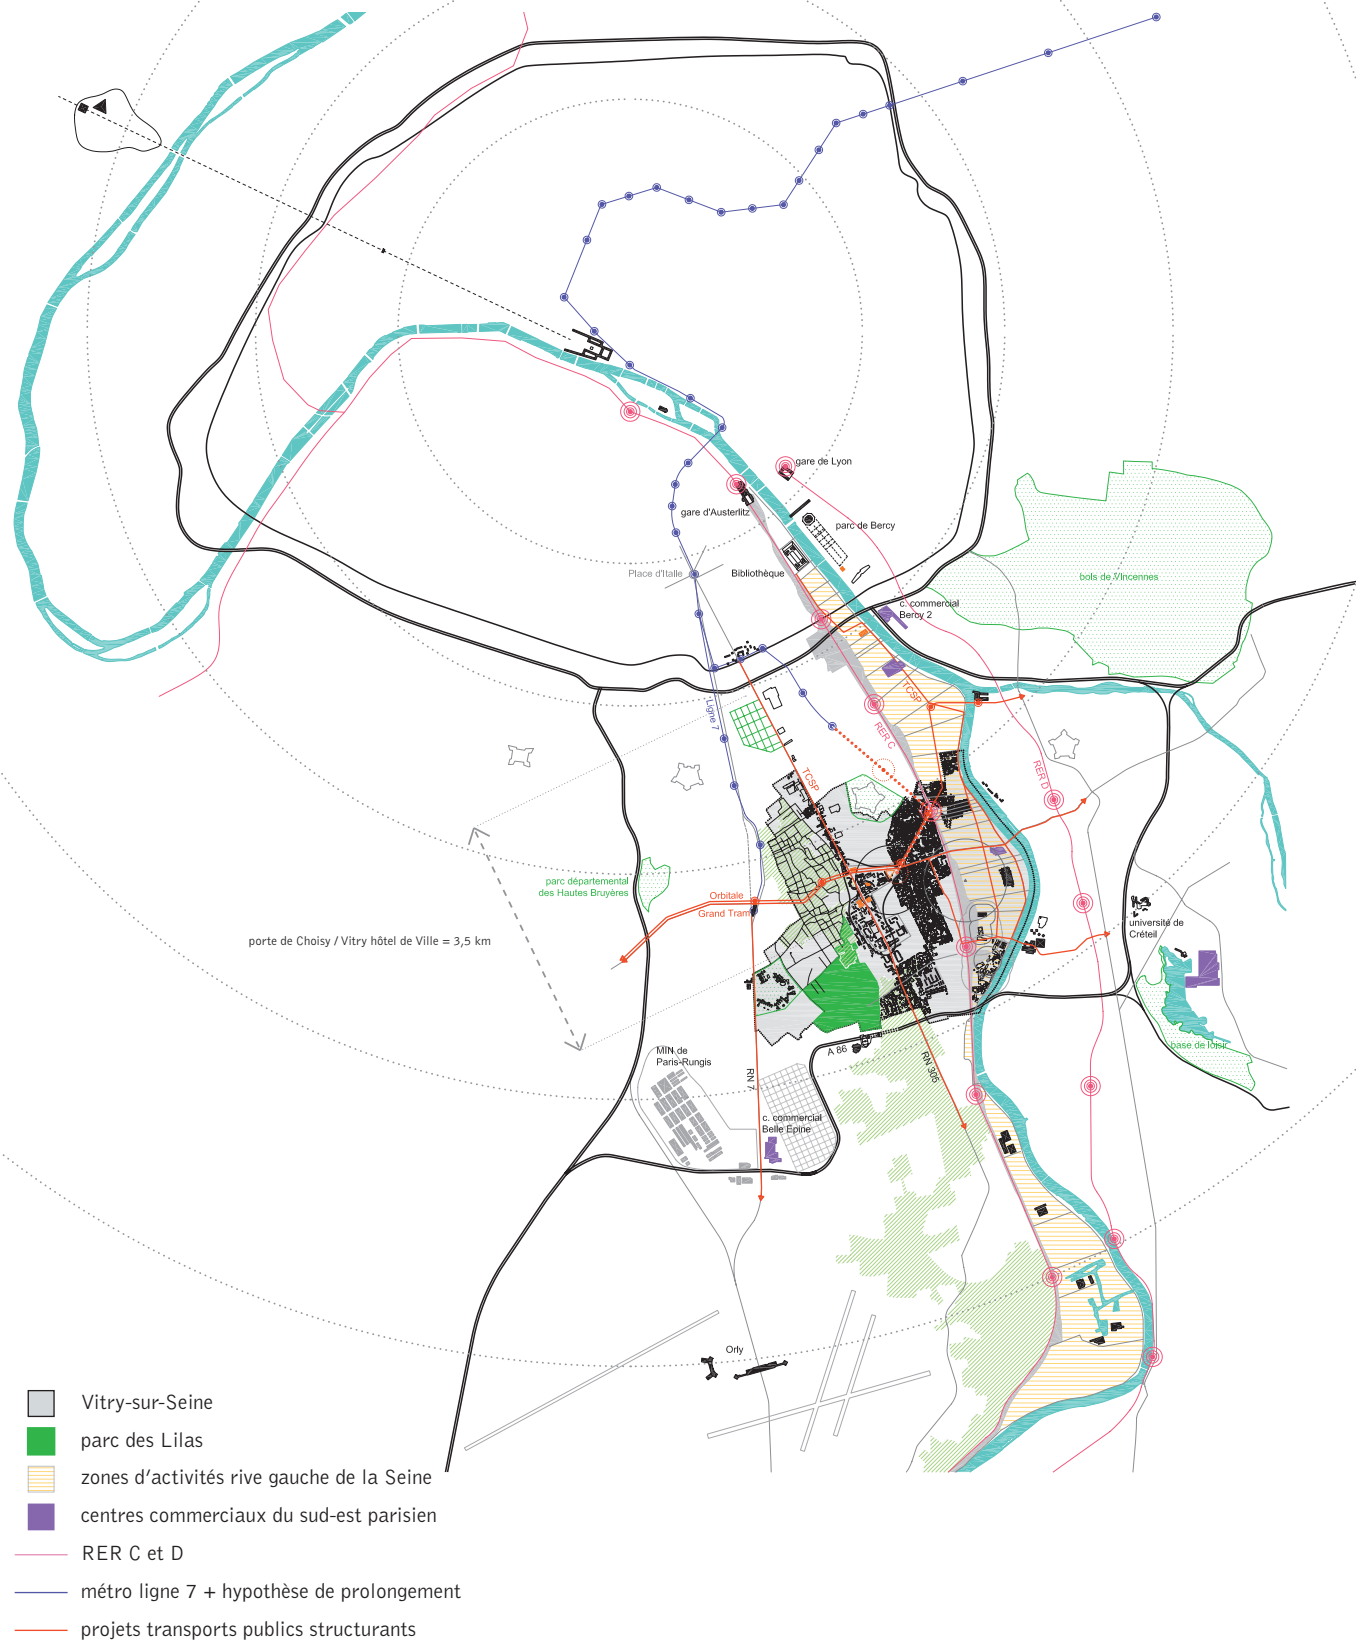 gare de Lyon
gare d'Austerlitz
parc de Bercy
Place d'Italie
Bibliothèque
bois de Vincennes
c. commercial
Bercy 2
Ligne 7
TCSP
RER C
TCSP
RER D
parc départemental
des Hautes Bruyères
Orbitale
Grand Tram
porte de Choisy / Vitry hôtel de Ville = 3,5 km
université de
Créteil
base de loisir
MIN de
Paris-Rungis
A 86
RN 7
RN 305
c. commercial
Belle Epine
Orly
Vitry-sur-Seine
parc des Lilas
zones d'activités rive gauche de la Seine
centres commerciaux du sud-est parisien
RER C et D
métro ligne 7 + hypothèse de prolongement
projets transports publics structurants